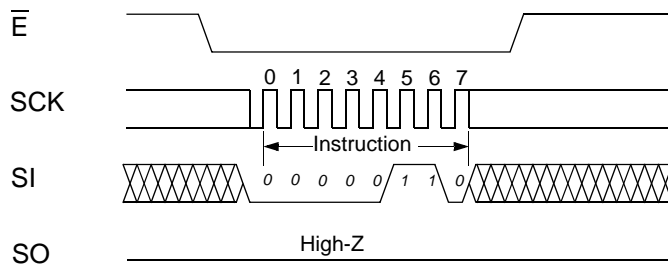 E
0 1 2 3 4 5 6 7
SCK
Instruction
SI 0 0 0 0 0 1 1 0
High-Z
SO